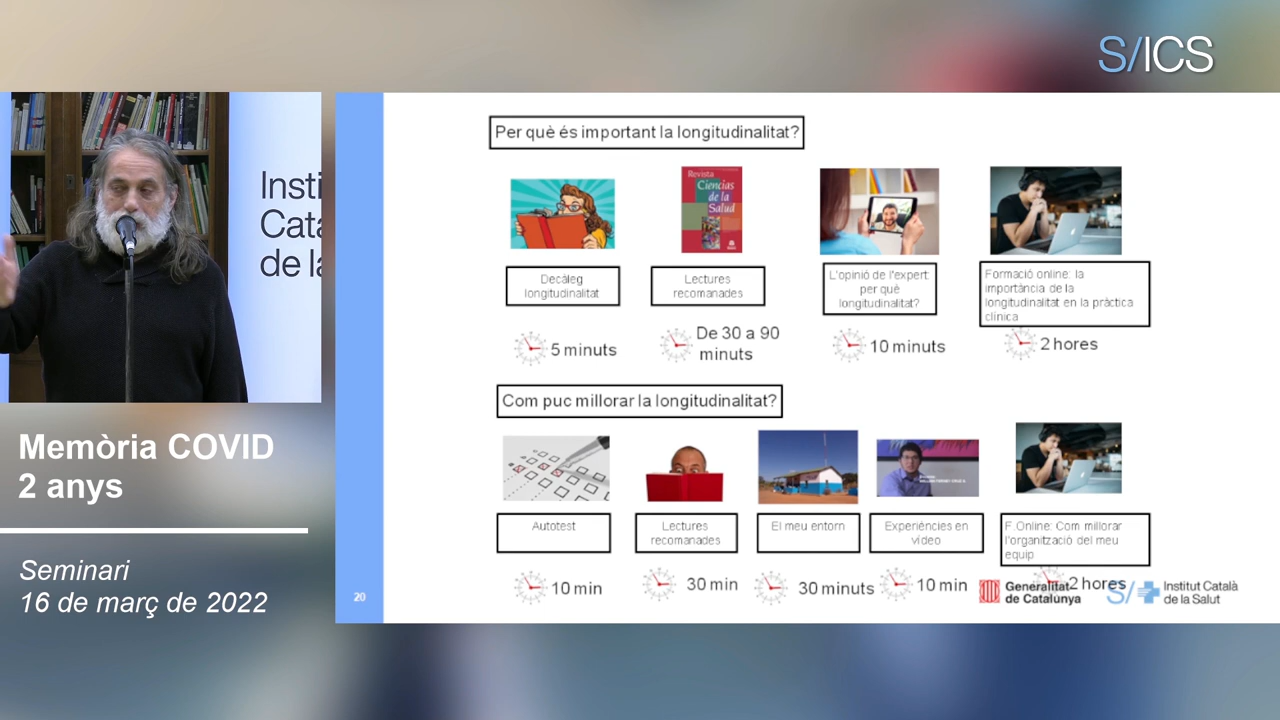 S/ICS
Insti
Cata
de la
Memòria COVID
2 anys
Seminari
16 de març de 2022
Per què és important la longitudinalitat?
Revista
Ciencias
de la
Salud
Decàleg
longitudinalitat
Lectures
recomanades
L'opinió de l'expert:
per què
longitudinalitat?
Formació online: la
importància de la
longitudinalitat en la pràctica
clínica
5 minuts
De 30 a 90
minuts
10 minuts
2 hores
Com puc millorar la longitudinalitat?
Autotest
Lectures
recomanades
El meu entorn
Experiències en
vídeo
F.Online: Com millorar
l'organització del meu
equip
10 min
30 min
30 minuts
10 min
2 hores
20
Generalitat
de Catalunya
S/
Institut Català
de la Salut